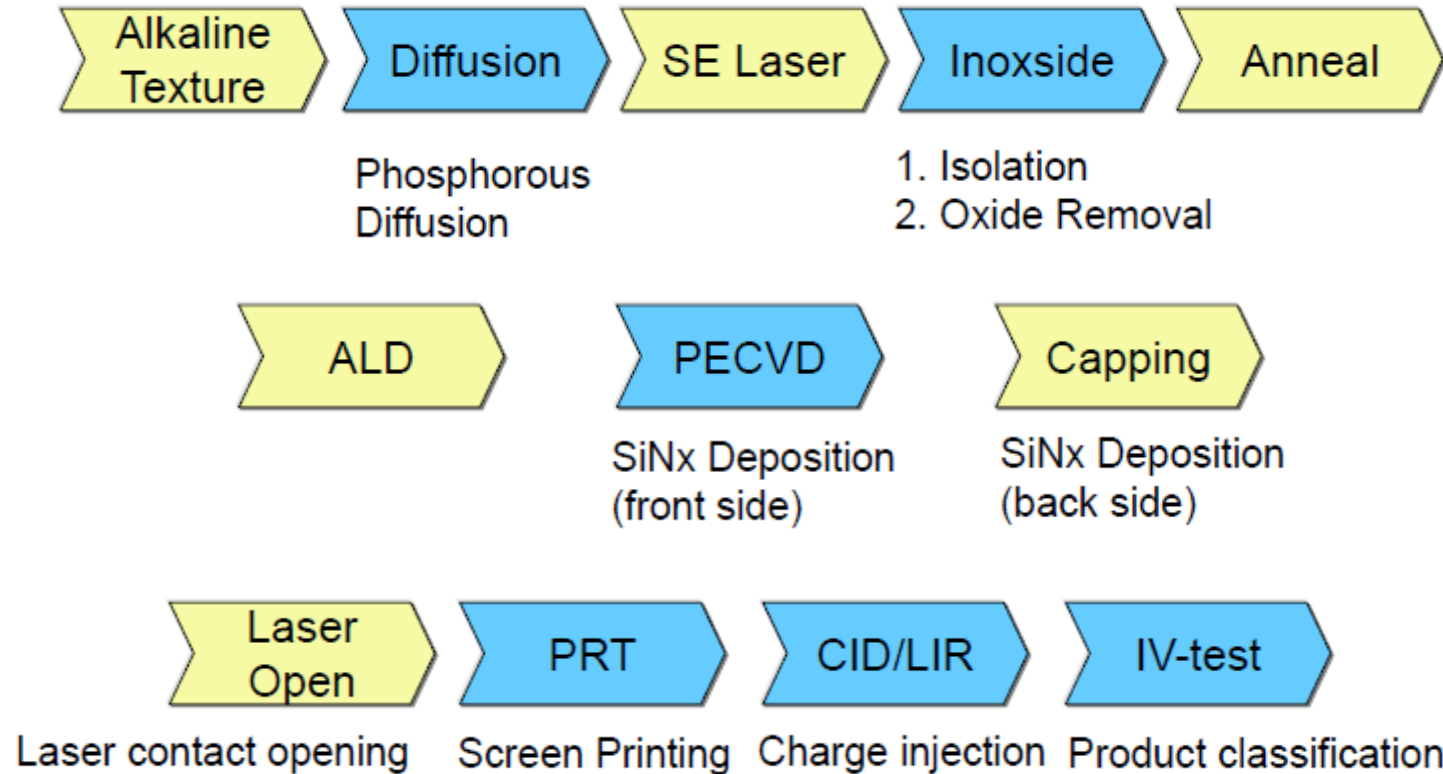 Alkaline
Texture
Diffusion
SE Laser
Inoxside
Anneal
Phosphorous
Diffusion
1. Isolation
2. Oxide Removal
ALD
PECVD
Capping
SiNx Deposition
(front side)
SiNx Deposition
(back side)
Laser
Open
PRT
CID/LIR
IV-test
Laser contact opening
Screen Printing
Charge injection
Product classification